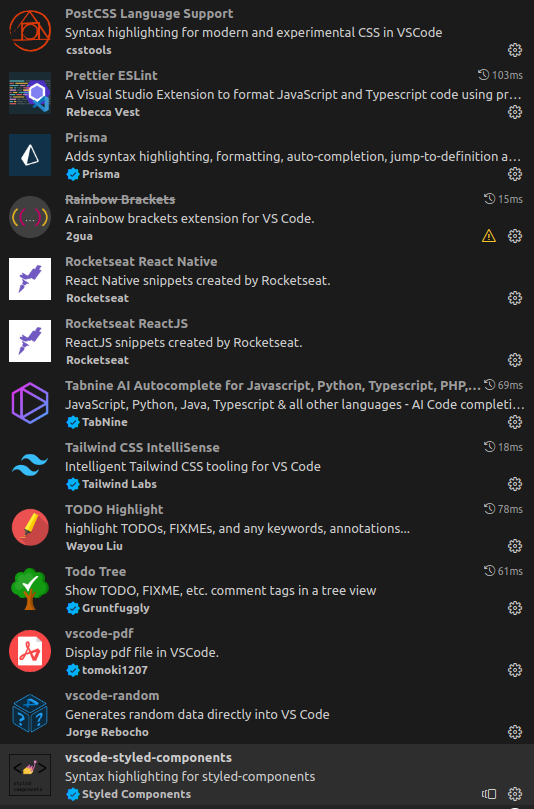 PostCSS Language Support
Syntax highlighting for modern and experimental CSS in VSCode
csstools
Prettier ESLint 103ms
A Visual Studio Extension to format JavaScript and Typescript code using pr...
Rebecca Vest
Prisma
Adds syntax highlighting, formatting, auto-completion, jump-to-definition a...
Prisma
Rainbow Brackets 15ms
A rainbow brackets extension for VS Code.
2gua
Rocketseat React Native
React Native snippets created by Rocketseat.
Rocketseat
Rocketseat ReactJS
ReactJS snippets created by Rocketseat.
Rocketseat
Tabnine AI Autocomplete for Javascript, Python, Typescript, PHP,... 69ms
JavaScript, Python, Java, Typescript & all other languages - AI Code completi...
TabNine
Tailwind CSS IntelliSense 18ms
Intelligent Tailwind CSS tooling for VS Code
Tailwind Labs
TODO Highlight 78ms
highlight TODOs, FIXMEs, and any keywords, annotations...
Wayou Liu
Todo Tree 61ms
Show TODO, FIXME, etc. comment tags in a tree view
Gruntfuggly
vscode-pdf
Display pdf file in VSCode.
tomoki1207
vscode-random
Generates random data directly into VS Code
Jorge Rebocho
vscode-styled-components
Syntax highlighting for styled-components
Styled Components